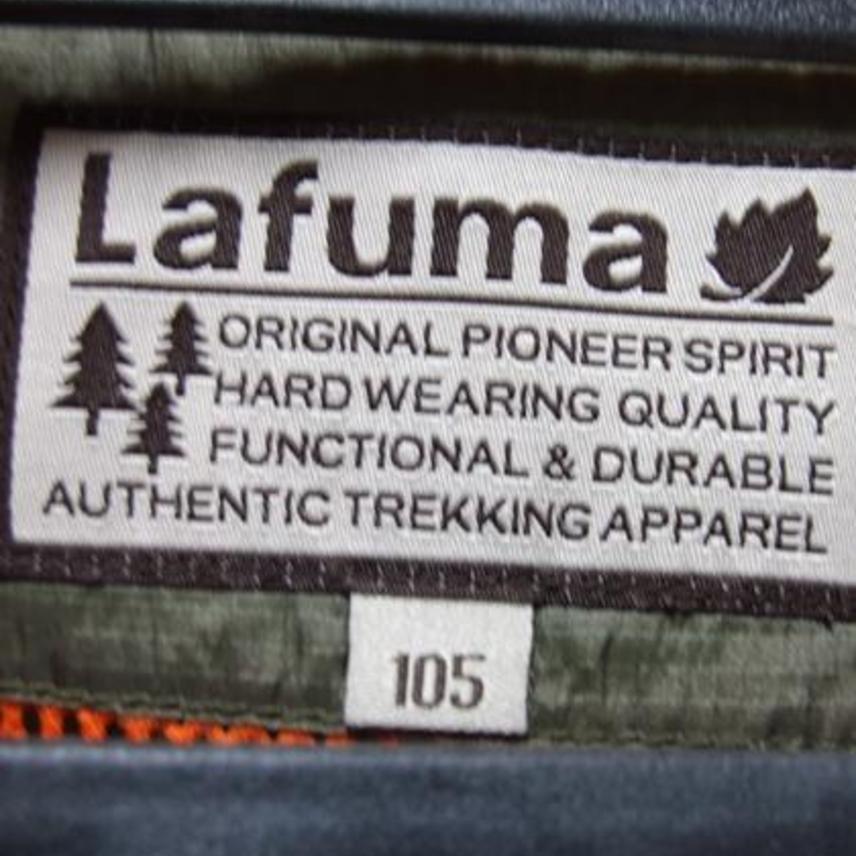 Lafuma
ORIGINAL PIONEER SPIRIT
HARD WEARING QUALITY
FUNCTIONAL & DURABLE
AUTHENTIC TREKKING APPAREL
105